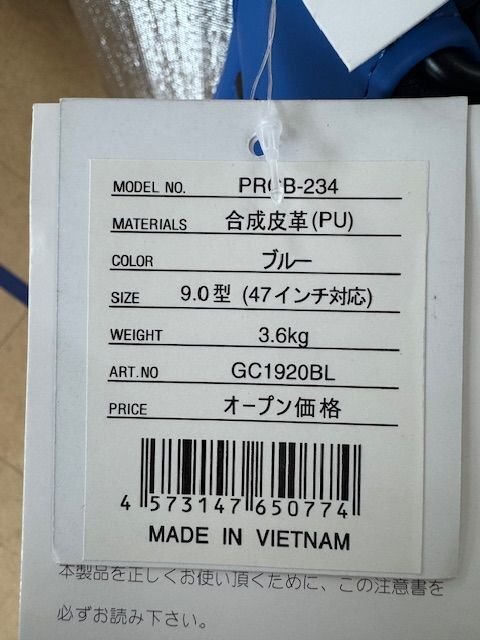 MODEL NO. PRGB-234
MATERIALS 合成皮革(PU)
COLOR ブルー
SIZE 9.0型 (47インチ対応)
WEIGHT 3.6kg
ART.NO GC1920BL
PRICE オープン価格
4 573147 650774
MADE IN VIETNAM
本製品を正しくお使い頂くために、この注意書を
必ずお読み下さい。